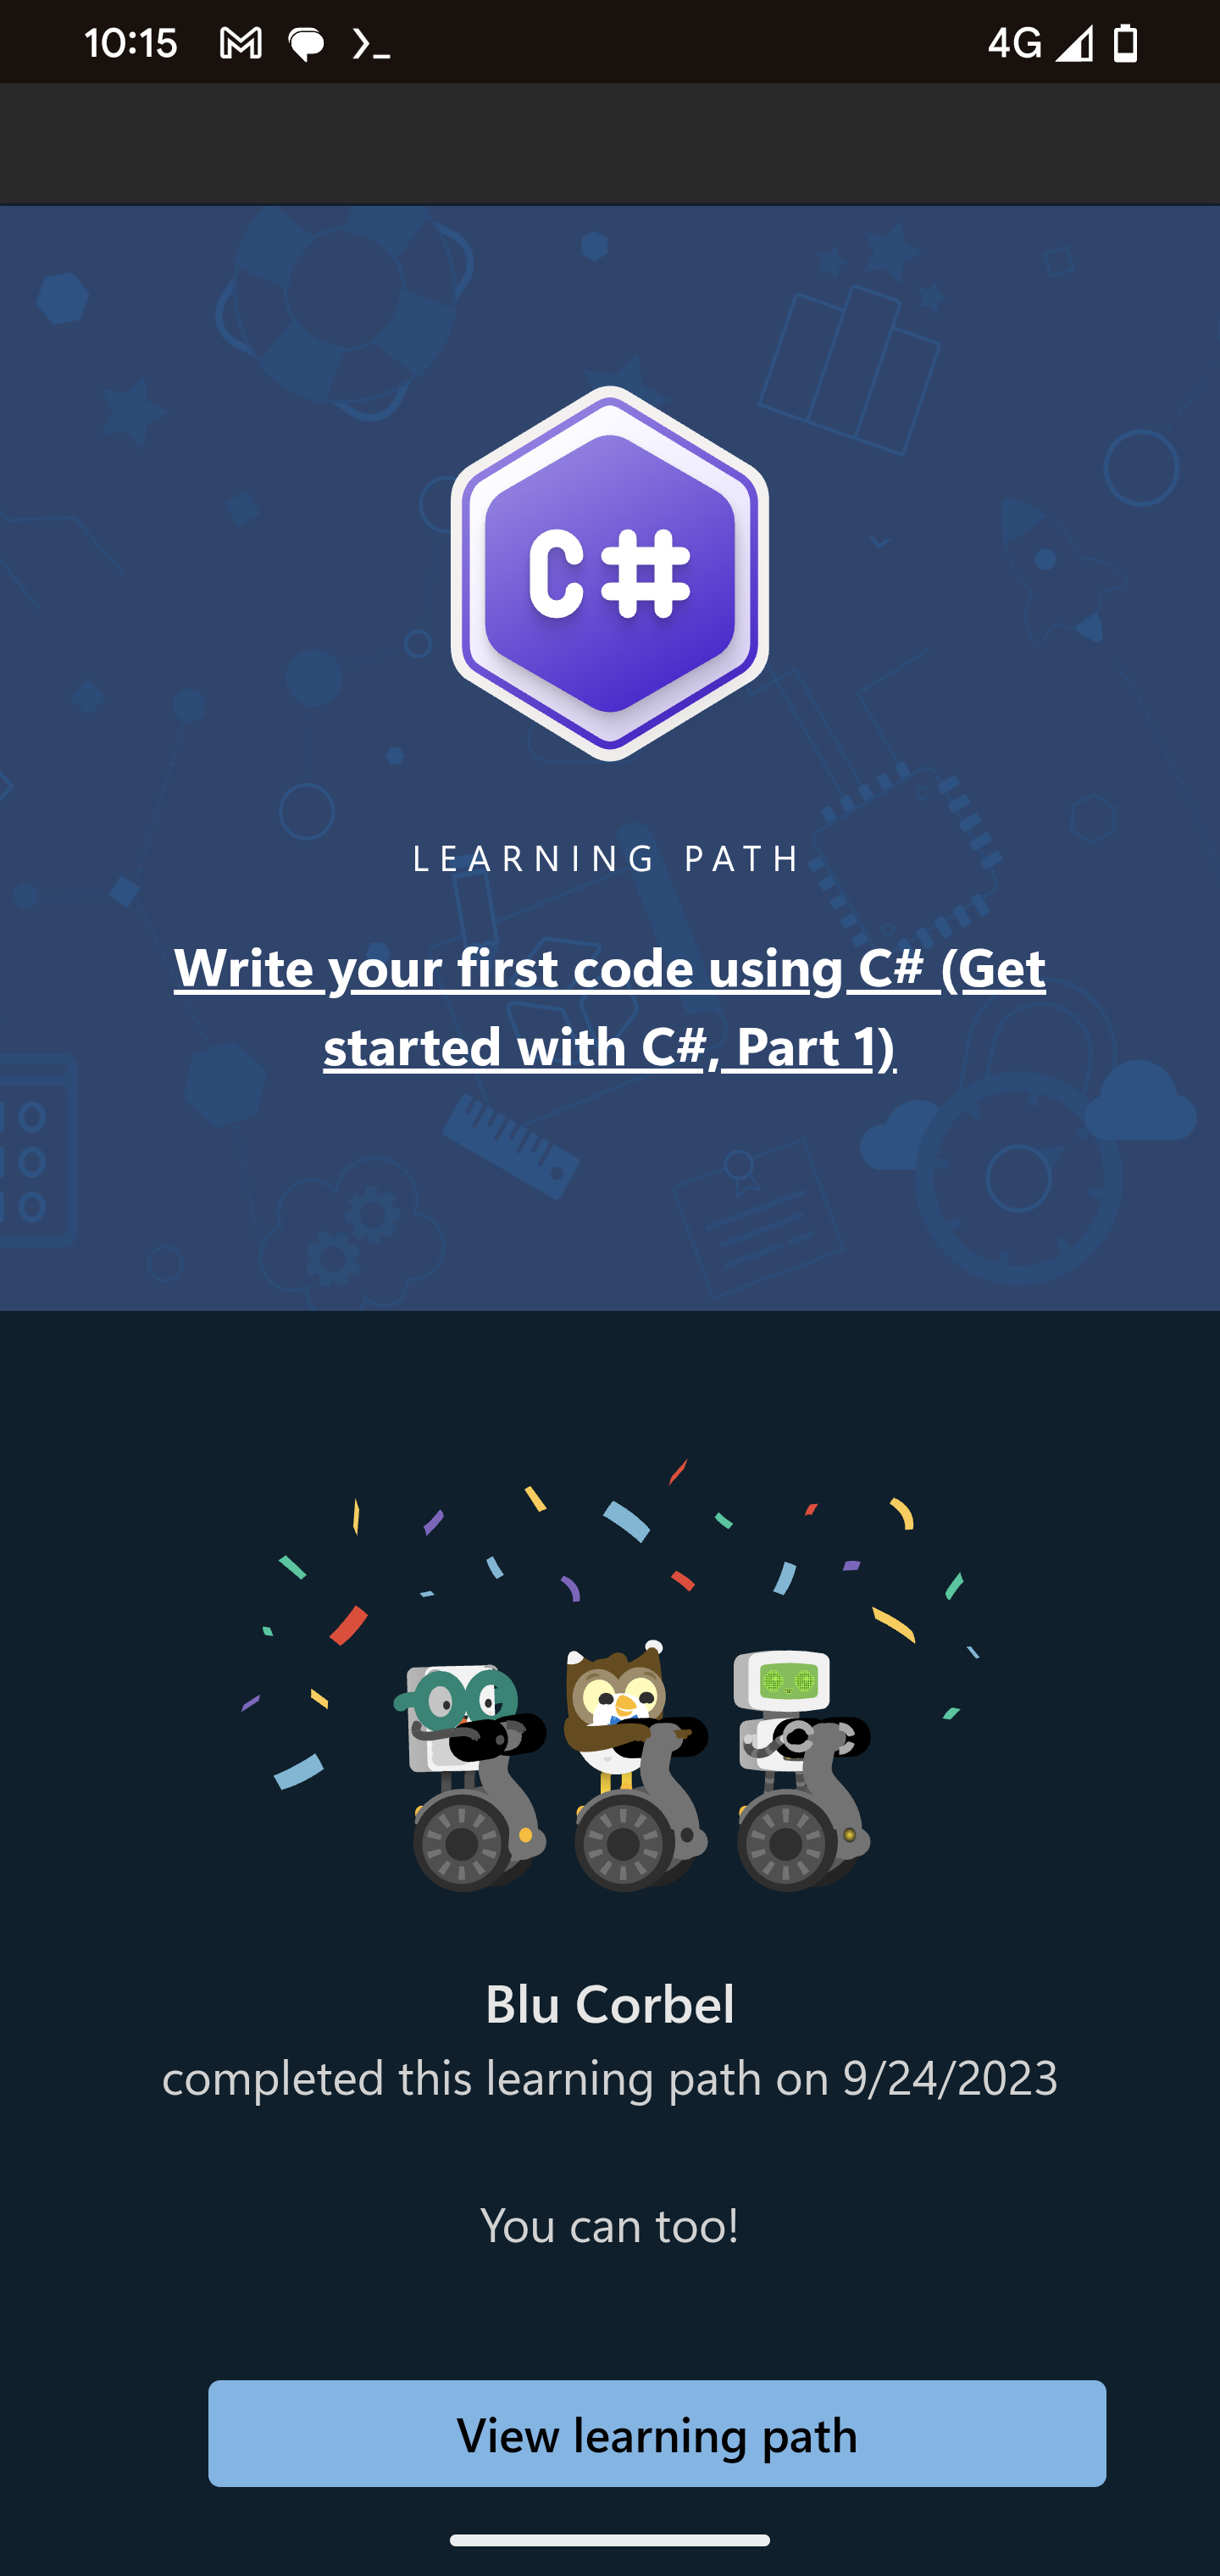 10:15 4G
C#
LEARNING PATH
Write your first code using C# (Get
started with C#, Part 1)
Blu Corbel
completed this learning path on 9/24/2023
You can too!
View learning path